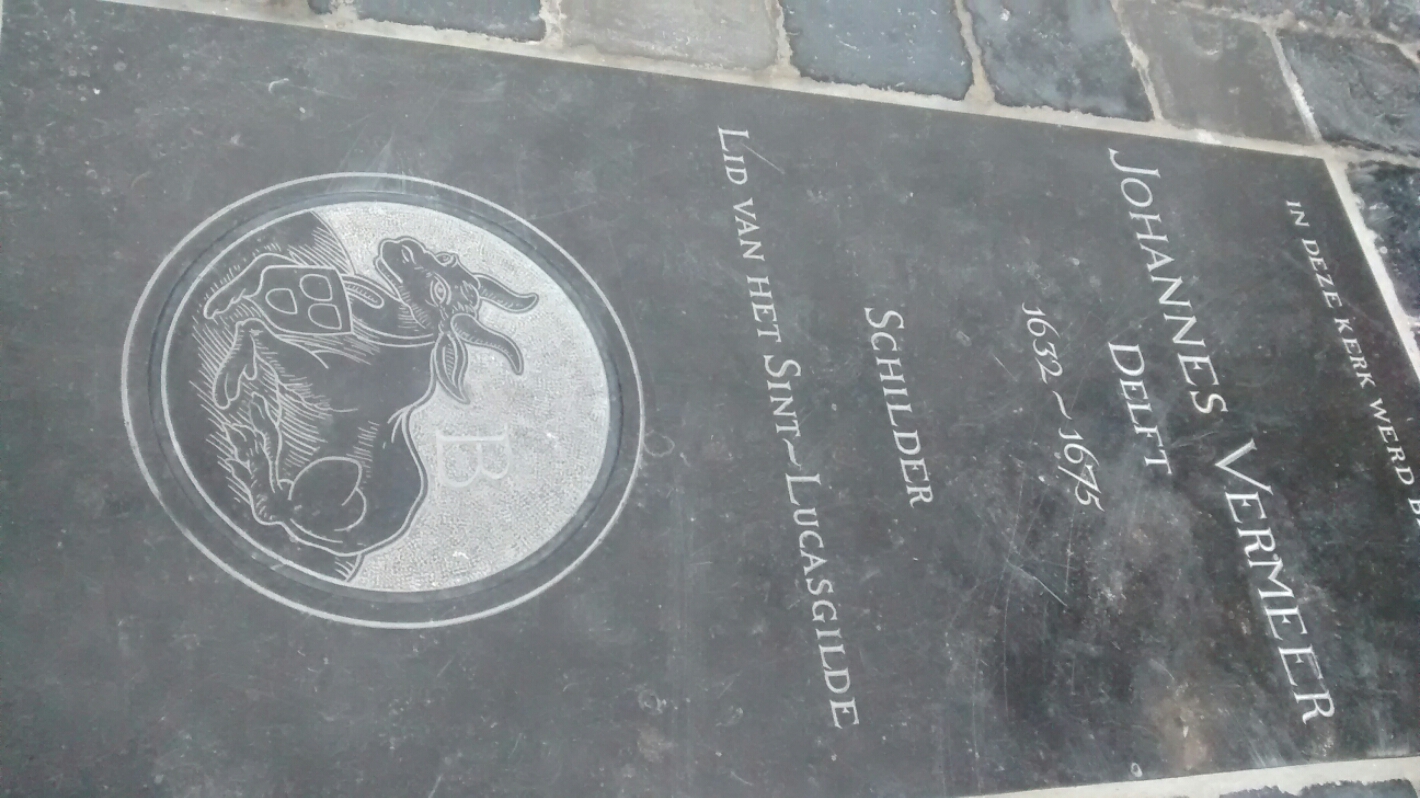 IN DEZE KERK WERD
JOHANNES VERMEER
DELFT
1632 ~ 1675
SCHILDER
LID VAN HET SINT~LUCASGILDE
B